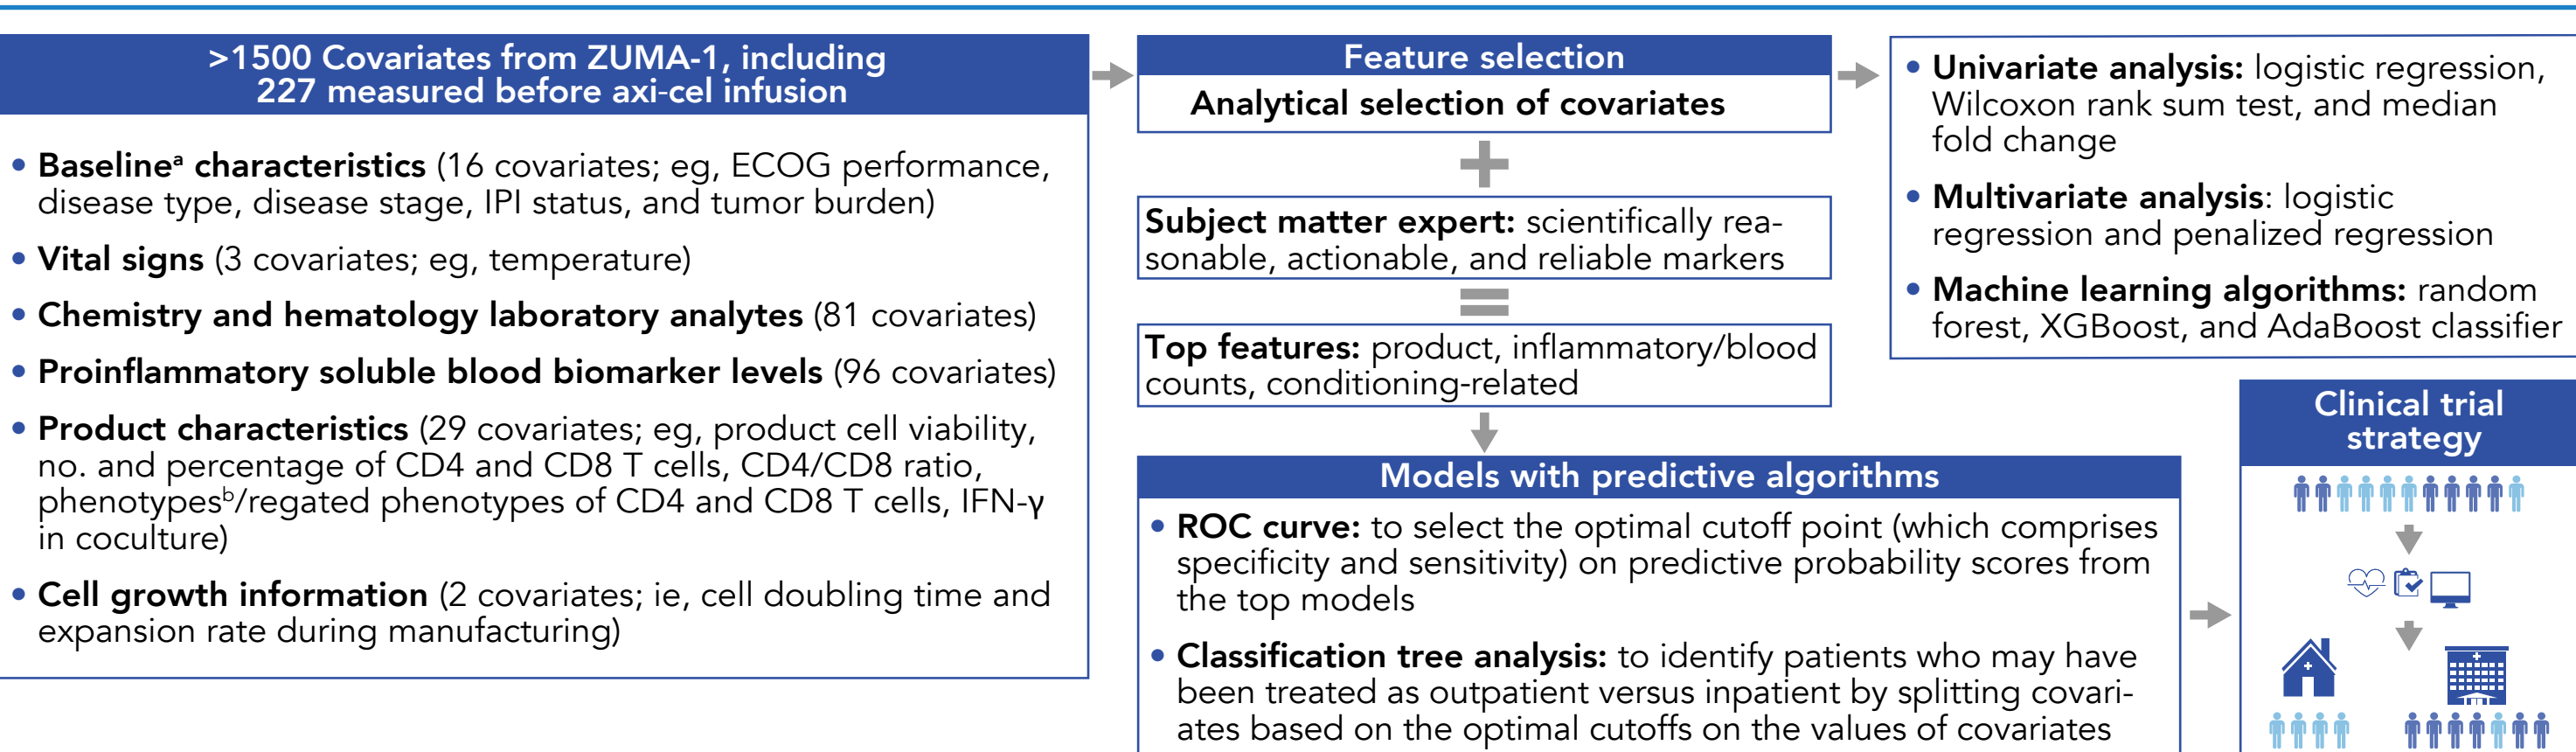 >1500 Covariates from ZUMA-1, including
227 measured before axi-cel infusion
• Baselineᵃ characteristics (16 covariates; eg, ECOG performance,
disease type, disease stage, IPI status, and tumor burden)
• Vital signs (3 covariates; eg, temperature)
• Chemistry and hematology laboratory analytes (81 covariates)
• Proinflammatory soluble blood biomarker levels (96 covariates)
• Product characteristics (29 covariates; eg, product cell viability,
no. and percentage of CD4 and CD8 T cells, CD4/CD8 ratio,
phenotypesᵇ/regated phenotypes of CD4 and CD8 T cells, IFN-γ
in coculture)
• Cell growth information (2 covariates; ie, cell doubling time and
expansion rate during manufacturing)
Feature selection
Analytical selection of covariates
+
Subject matter expert: scientifically rea-
sonable, actionable, and reliable markers
=
Top features: product, inflammatory/blood
counts, conditioning-related
• Univariate analysis: logistic regression,
Wilcoxon rank sum test, and median
fold change
• Multivariate analysis: logistic
regression and penalized regression
• Machine learning algorithms: random
forest, XGBoost, and AdaBoost classifier
Models with predictive algorithms
• ROC curve: to select the optimal cutoff point (which comprises
specificity and sensitivity) on predictive probability scores from
the top models
• Classification tree analysis: to identify patients who may have
been treated as outpatient versus inpatient by splitting covari-
ates based on the optimal cutoffs on the values of covariates
Clinical trial
strategy